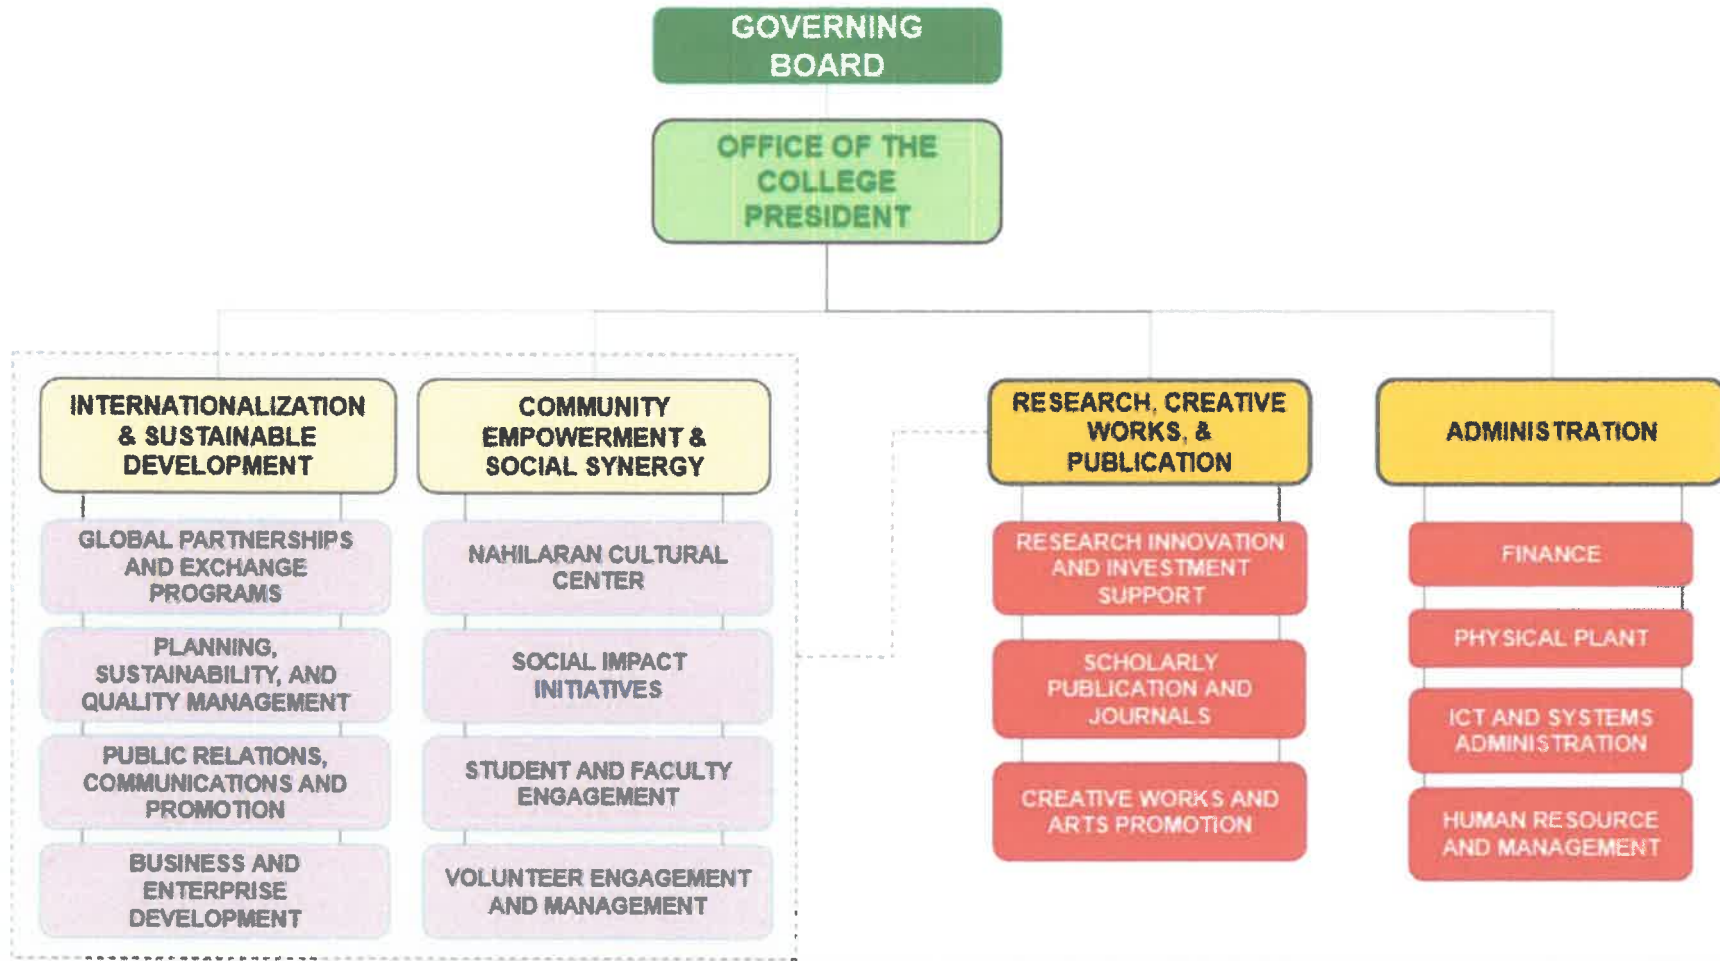 GOVERNING
BOARD
OFFICE OF THE
COLLEGE
PRESIDENT
INTERNATIONALIZATION
& SUSTAINABLE
DEVELOPMENT
GLOBAL PARTNERSHIPS
AND EXCHANGE
PROGRAMS
PLANNING,
SUSTAINABILITY, AND
QUALITY MANAGEMENT
PUBLIC RELATIONS,
COMMUNICATIONS AND
PROMOTION
BUSINESS AND
ENTERPRISE
DEVELOPMENT
COMMUNITY
EMPOWERMENT &
SOCIAL SYNERGY
NAHILARAN CULTURAL
CENTER
SOCIAL IMPACT
INITIATIVES
STUDENT AND FACULTY
ENGAGEMENT
VOLUNTEER ENGAGEMENT
AND MANAGEMENT
RESEARCH, CREATIVE
WORKS, &
PUBLICATION
RESEARCH INNOVATION
AND INVESTMENT
SUPPORT
SCHOLARLY
PUBLICATION AND
JOURNALS
CREATIVE WORKS AND
ARTS PROMOTION
ADMINISTRATION
FINANCE
PHYSICAL PLANT
ICT AND SYSTEMS
ADMINISTRATION
HUMAN RESOURCE
AND MANAGEMENT